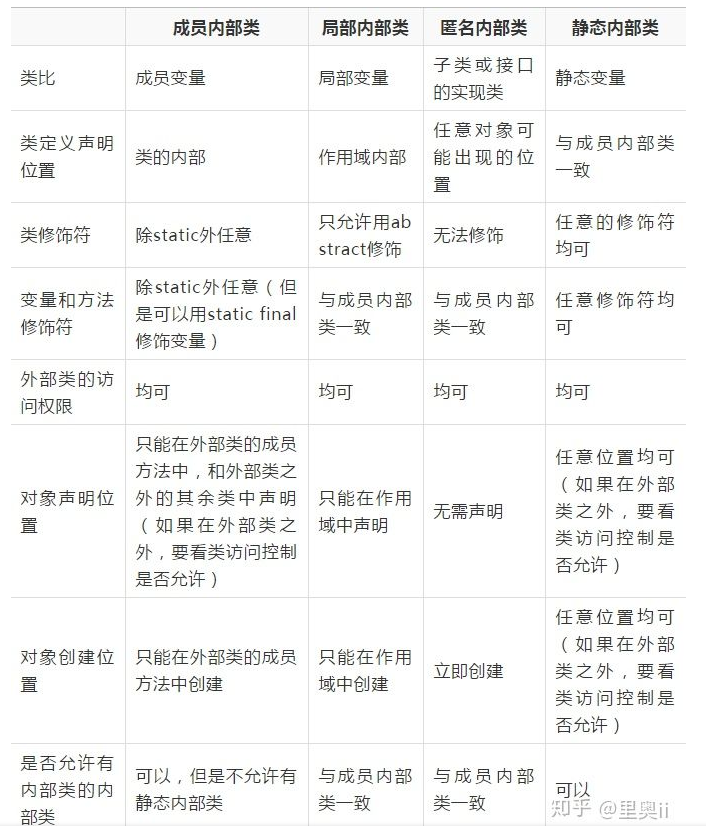 成员内部类 局部内部类 匿名内部类 静态内部类
类比 成员变量 局部变量 子类或接口的实现类 静态变量
类定义声明位置 类的内部 作用域内部 任意对象可能出现的位置 与成员内部类一致
类修饰符 除static外任意 只允许用abstract修饰 无法修饰 任意的修饰符均可
变量和方法修饰符 除static外任意（但是可以用static final修饰变量） 与成员内部类一致 与成员内部类一致 任意修饰符均可
外部类的访问权限 均可 均可 均可 均可
对象声明位置 只能在外部类的成员方法中，和外部类之外的其余类中声明（如果在外部类之外，要看类访问控制是否允许） 只能在作用域中声明 无需声明 任意位置均可（如果在外部类之外，要看类访问控制是否允许）
对象创建位置 只能在外部类的成员方法中创建 只能在作用域中创建 立即创建 任意位置均可（如果在外部类之外，要看类访问控制是否允许）
是否允许有内部类的内部类 可以，但是不允许有静态内部类 与成员内部类一致 与成员内部类一致 可以
知乎 @里奥ii